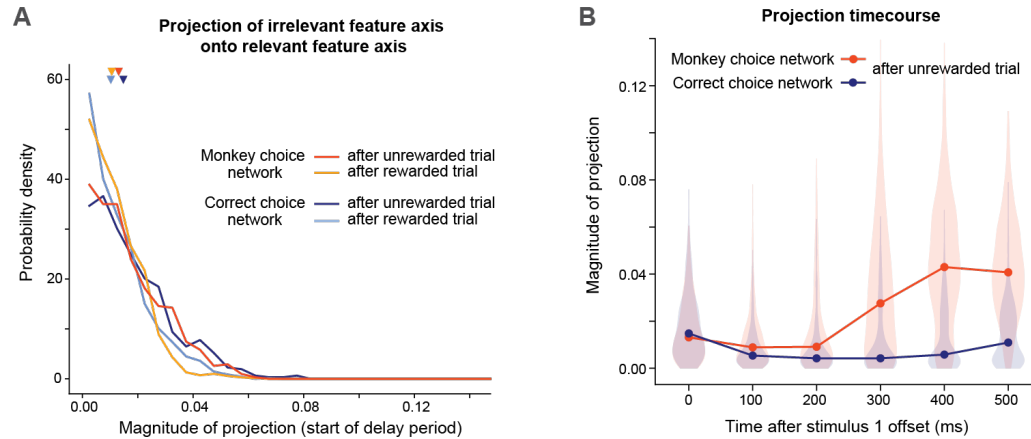 A
Projection of irrelevant feature axis
onto relevant feature axis
60
40
20
0
Probability density
Monkey choice
network
after unrewarded trial
after rewarded trial
Correct choice
network
after unrewarded trial
after rewarded trial
0.00
0.04
0.08
0.12
Magnitude of projection (start of delay period)
B
Projection timecourse
Monkey choice network
Correct choice network
after unrewarded trial
0.12
0.08
0.04
0.00
Magnitude of projection
0
100
200
300
400
500
Time after stimulus 1 offset (ms)